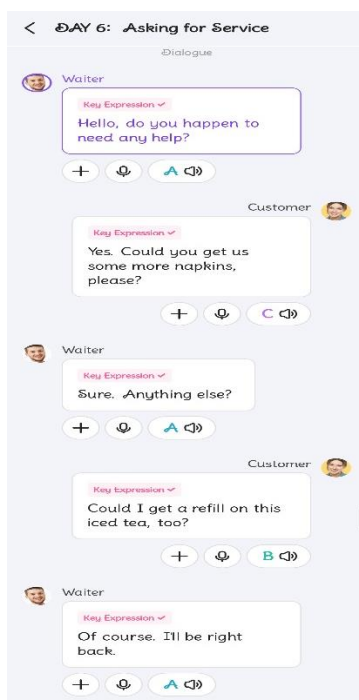 < DAY 6: Asking for Service
Dialogue
Waiter
Key Expression ✓
Hello, do you happen to
need any help?
+ A
Customer
Key Expression ✓
Yes. Could you get us
some more napkins,
please?
+ C
Waiter
Key Expression ✓
Sure. Anything else?
+ A
Customer
Key Expression ✓
Could I get a refill on this
iced tea, too?
+ B
Waiter
Key Expression ✓
Of course. I'll be right
back.
+ A